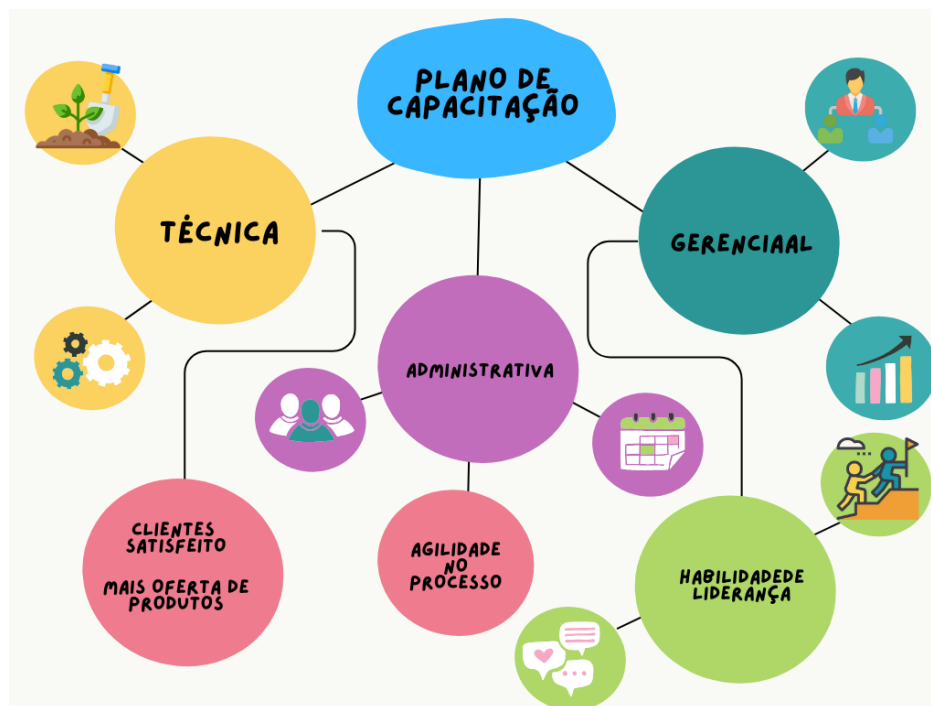 PLANO DE
CAPACITAÇÃO
TÉCNICA
GERENCIAAL
ADMINISTRATIVA
CLIENTES
SATISFEITO
MAIS OFERTA DE
PRODUTOS
AGILIDADE
NO
PROCESSO
HABILIDADEDE
LIDERANÇA